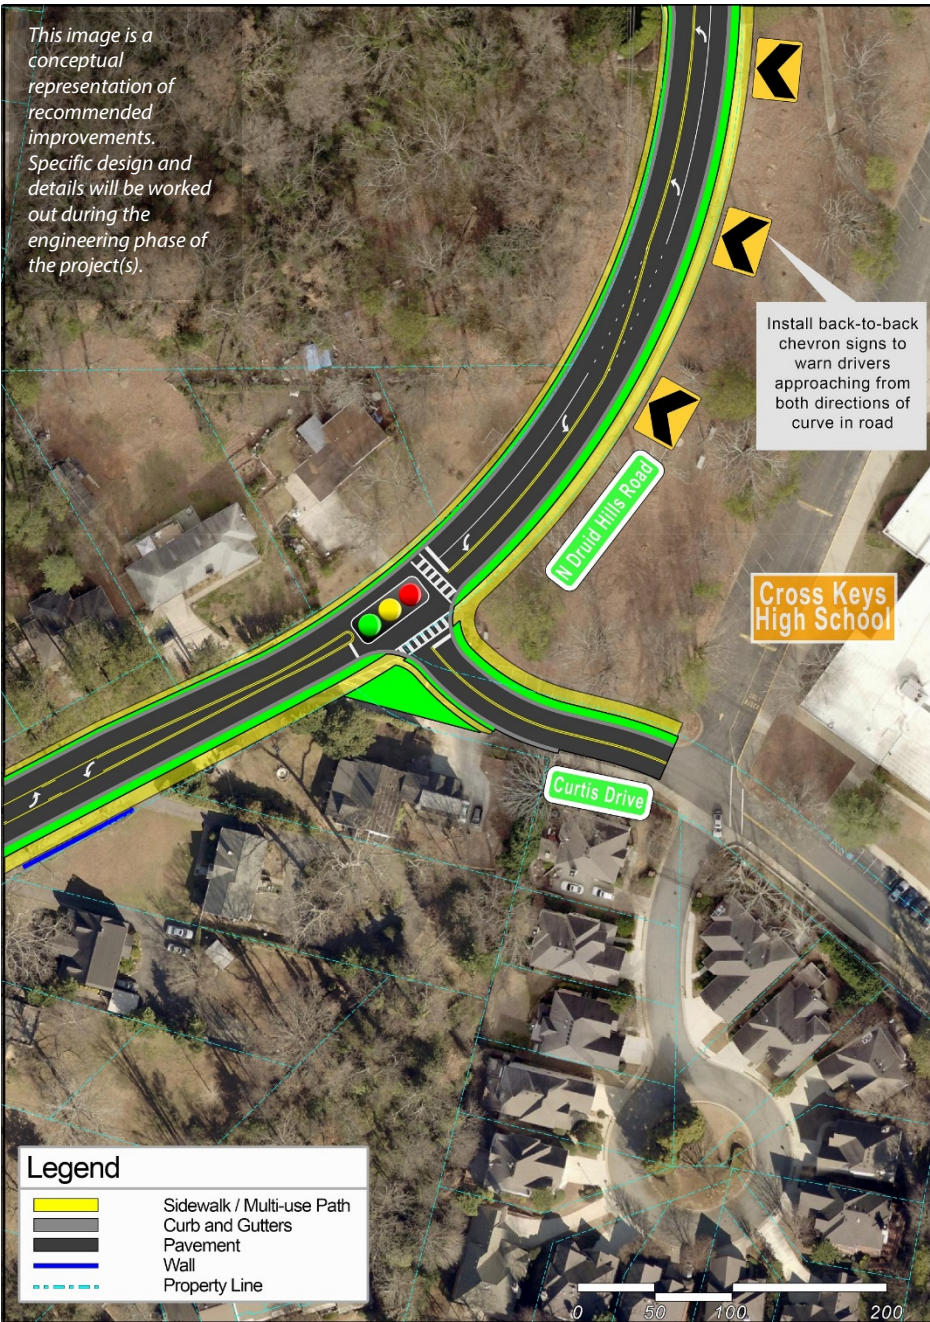 This image is a
conceptual
representation of
recommended
improvements.
Specific design and
details will be worked
out during the
engineering phase of
the project(s).
Install back-to-back
chevron signs to
warn drivers
approaching from
both directions of
curve in road
N Druid Hills Road
Cross Keys
High School
Curtis Drive
Legend
Sidewalk / Multi-use Path
Curb and Gutters
Pavement
Wall
Property Line
0 50 100 200